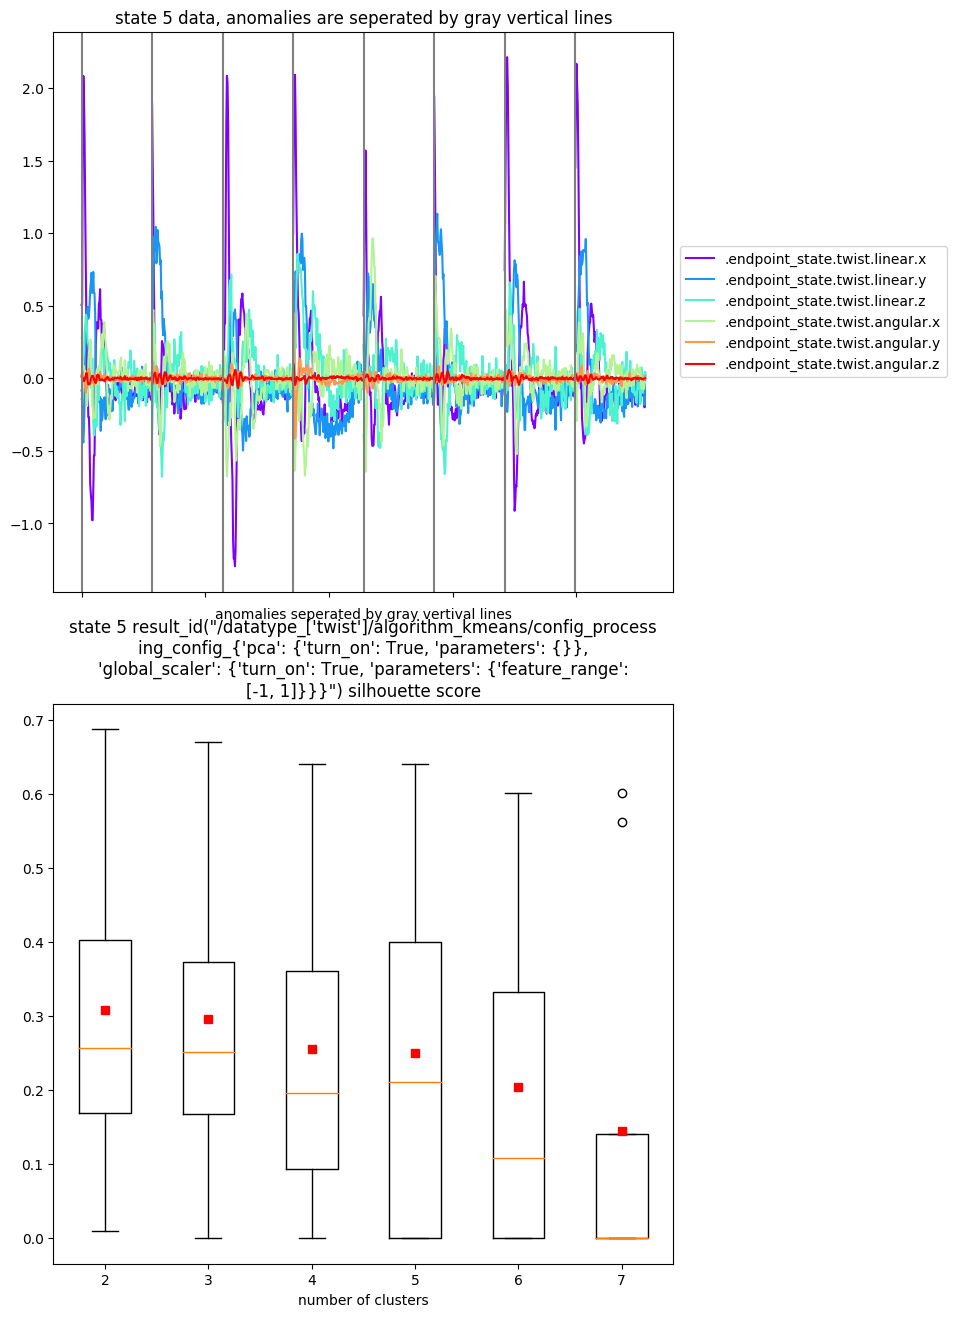 state 5 data, anomalies are seperated by gray vertical lines
2.0
1.5
1.0
0.5
0.0
−0.5
−1.0
.endpoint_state.twist.linear.x
.endpoint_state.twist.linear.y
.endpoint_state.twist.linear.z
.endpoint_state.twist.angular.x
.endpoint_state.twist.angular.y
.endpoint_state.twist.angular.z
anomalies seperated by gray vertival lines
state 5 result_id("/datatype_['twist']/algorithm_kmeans/config_process
ing_config_{'pca': {'turn_on': True, 'parameters': {}},
'global_scaler': {'turn_on': True, 'parameters': {'feature_range':
[-1, 1]}}}") silhouette score
0.7
0.6
0.5
0.4
0.3
0.2
0.1
0.0
2 3 4 5 6 7
number of clusters